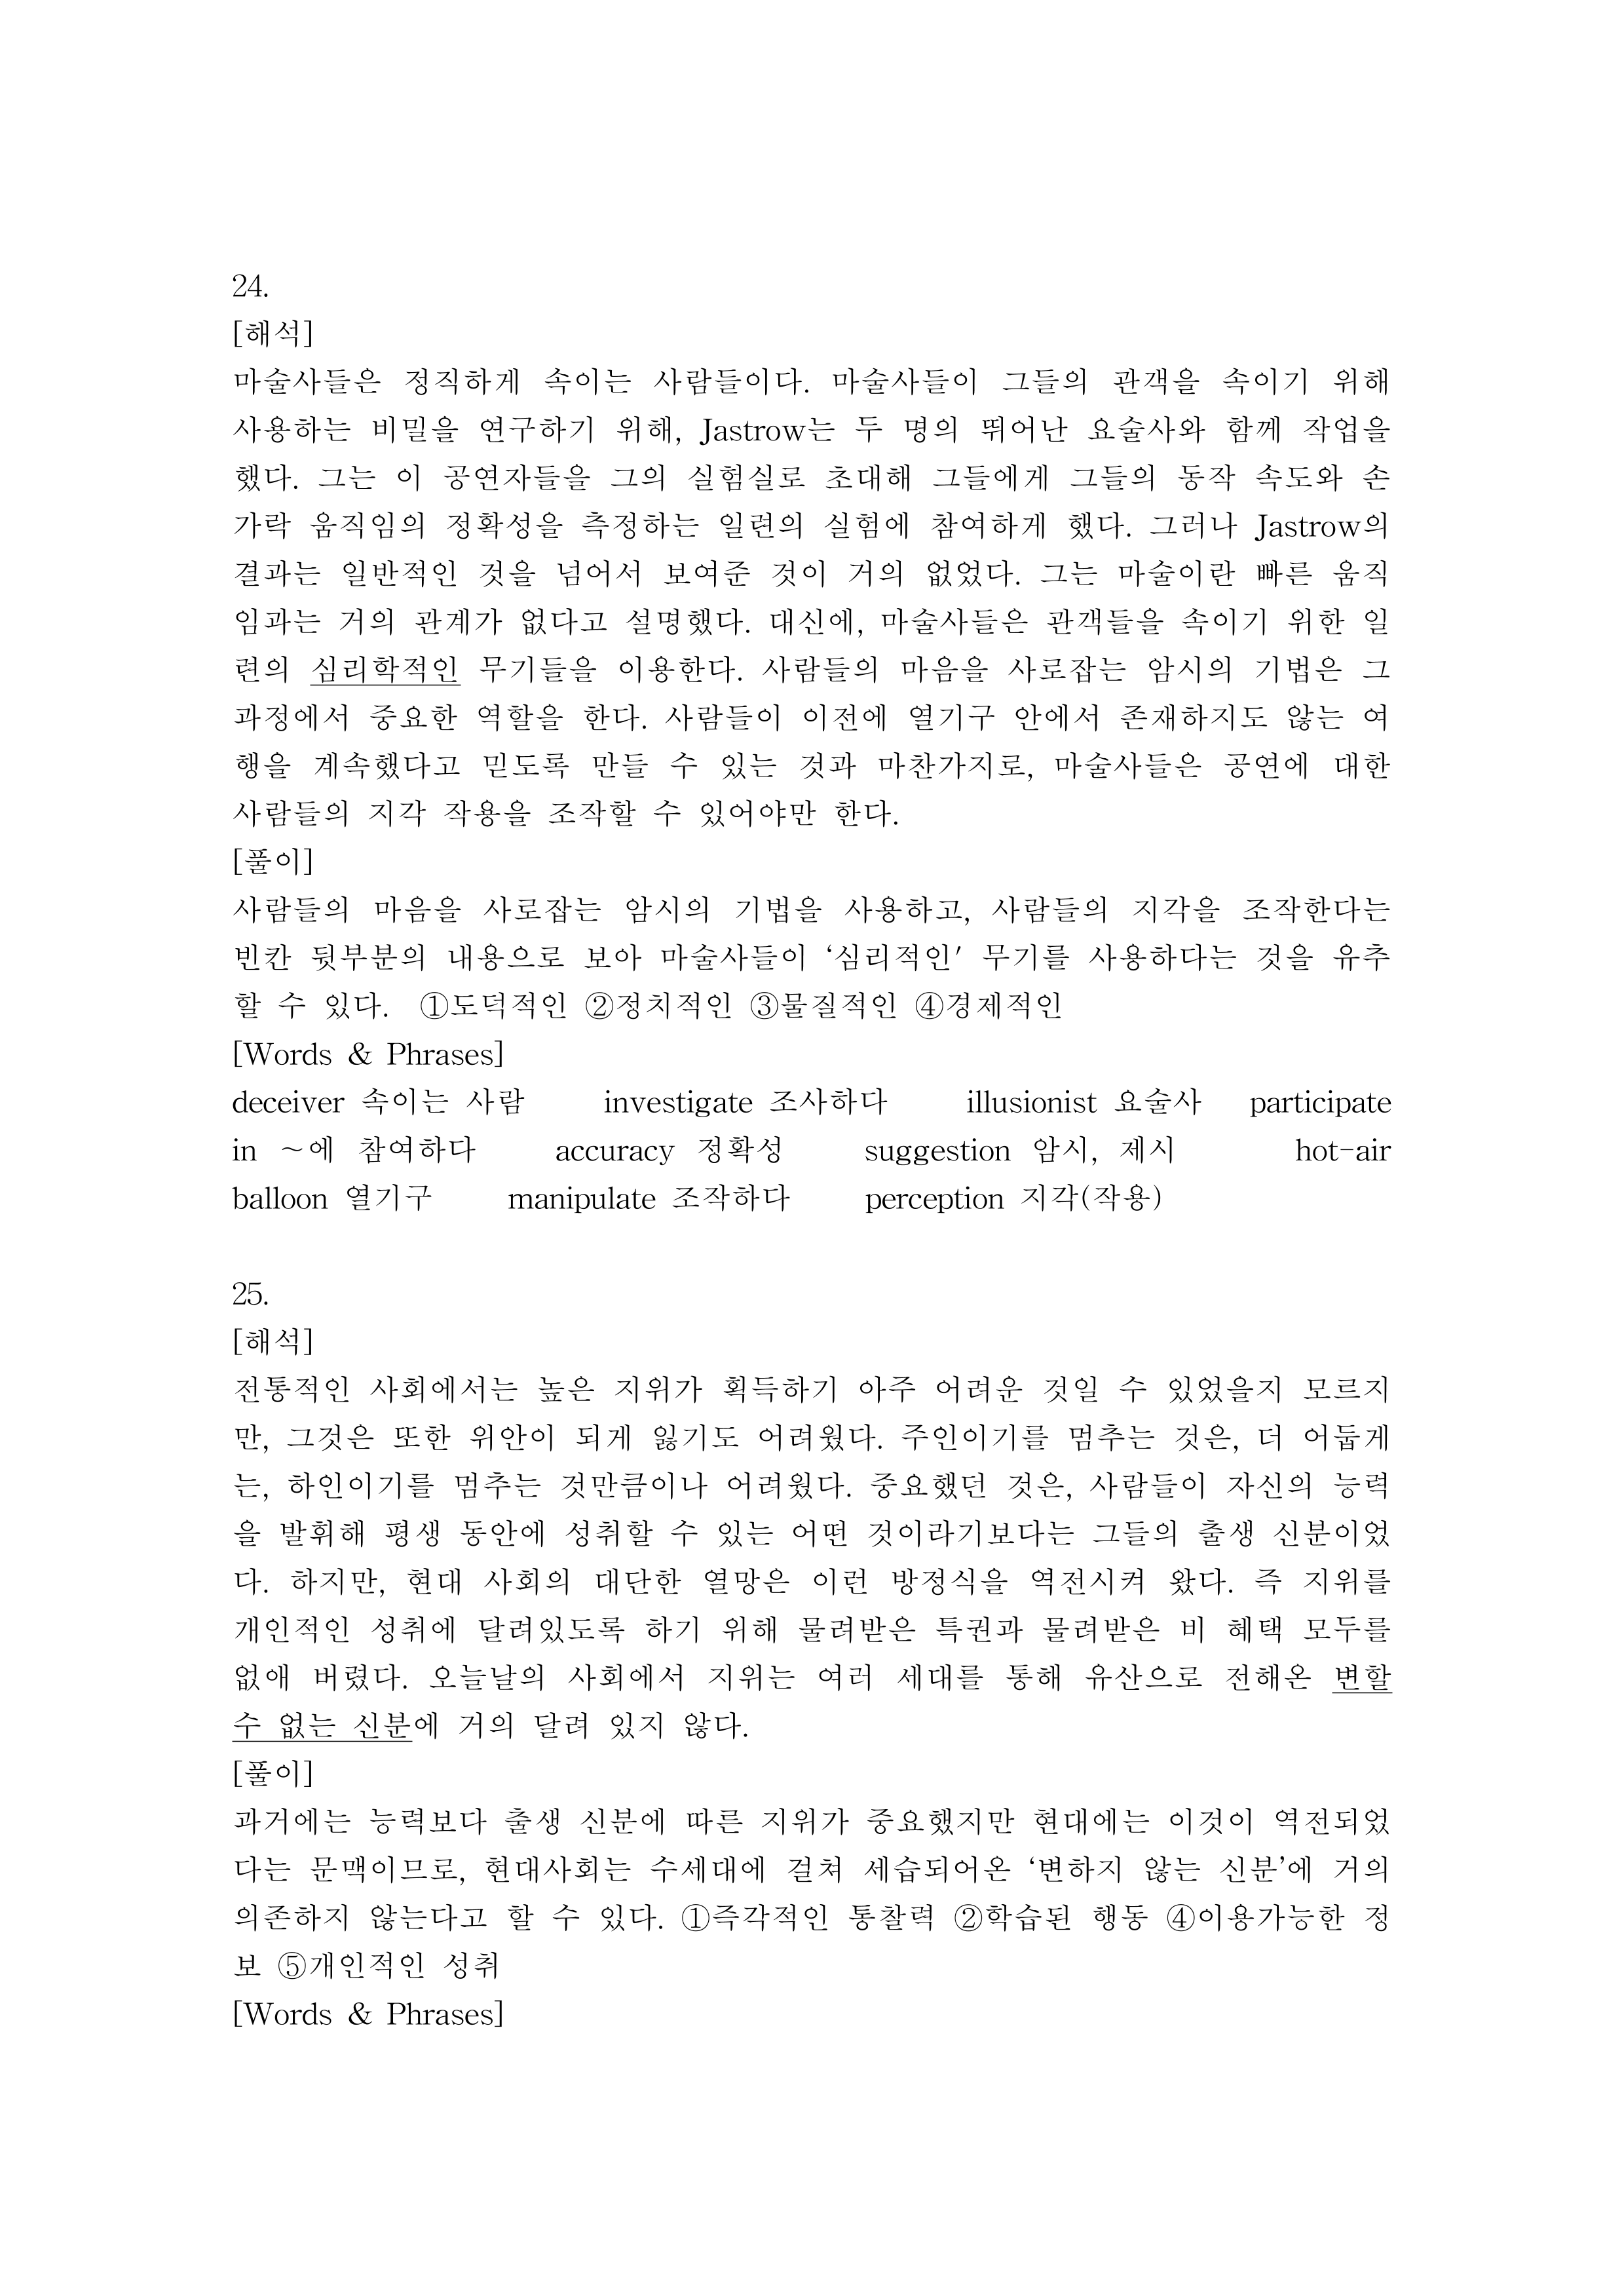 24.
[해석]
마술사들은 정직하게 속이는 사람들이다. 마술사들이 그들의 관객을 속이기 위해
사용하는 비밀을 연구하기 위해, Jastrow는 두 명의 뛰어난 요술사와 함께 작업을
했다. 그는 이 공연자들을 그의 실험실로 초대해 그들에게 그들의 동작 속도와 손
가락 움직임의 정확성을 측정하는 일련의 실험에 참여하게 했다. 그러나 Jastrow의
결과는 일반적인 것을 넘어서 보여준 것이 거의 없었다. 그는 마술이란 빠른 움직
임과는 거의 관계가 없다고 설명했다. 대신에, 마술사들은 관객들을 속이기 위한 일
련의 심리학적인 무기들을 이용한다. 사람들의 마음을 사로잡는 암시의 기법은 그
과정에서 중요한 역할을 한다. 사람들이 이전에 열기구 안에서 존재하지도 않는 여
행을 계속했다고 믿도록 만들 수 있는 것과 마찬가지로, 마술사들은 공연에 대한
사람들의 지각 작용을 조작할 수 있어야만 한다.
[풀이]
사람들의 마음을 사로잡는 암시의 기법을 사용하고, 사람들의 지각을 조작한다는
빈칸 뒷부분의 내용으로 보아 마술사들이 ‘심리적인′ 무기를 사용하다는 것을 유추
할 수 있다. ①도덕적인 ②정치적인 ③물질적인 ④경제적인
[Words & Phrases]
deceiver 속이는 사람 investigate 조사하다 illusionist 요술사 participate
in ~에 참여하다 accuracy 정확성 suggestion 암시, 제시 hot-air
balloon 열기구 manipulate 조작하다 perception 지각(작용)
25.
[해석]
전통적인 사회에서는 높은 지위가 획득하기 아주 어려운 것일 수 있었을지 모르지
만, 그것은 또한 위안이 되게 잃기도 어려웠다. 주인이기를 멈추는 것은, 더 어둡게
는, 하인이기를 멈추는 것만큼이나 어려웠다. 중요했던 것은, 사람들이 자신의 능력
을 발휘해 평생 동안에 성취할 수 있는 어떤 것이라기보다는 그들의 출생 신분이었
다. 하지만, 현대 사회의 대단한 열망은 이런 방정식을 역전시켜 왔다. 즉 지위를
개인적인 성취에 달려있도록 하기 위해 물려받은 특권과 물려받은 비 혜택 모두를
없애 버렸다. 오늘날의 사회에서 지위는 여러 세대를 통해 유산으로 전해온 변할
수 없는 신분에 거의 달려 있지 않다.
[풀이]
과거에는 능력보다 출생 신분에 따른 지위가 중요했지만 현대에는 이것이 역전되었
다는 문맥이므로, 현대사회는 수세대에 걸쳐 세습되어온 ‘변하지 않는 신분’에 거의
의존하지 않는다고 할 수 있다. ①즉각적인 통찰력 ②학습된 행동 ④이용가능한 정
보 ⑤개인적인 성취
[Words & Phrases]